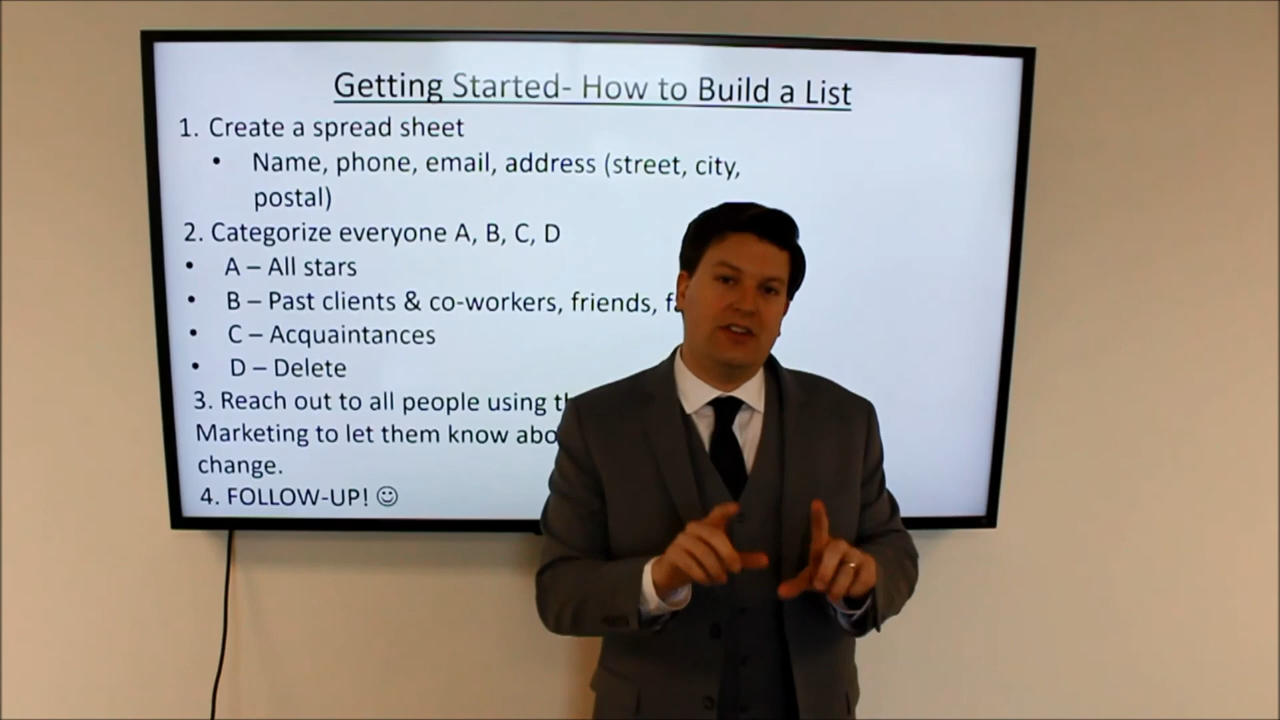 Getting Started- How to Build a List
1. Create a spread sheet
• Name, phone, email, address (street, city,
postal)
2. Categorize everyone A, B, C, D
• A – All stars
• B – Past clients & co-workers, friends,
• C – Acquaintances
• D – Delete
3. Reach out to all people using
Marketing to let them know
change.
4. FOLLOW-UP! ☺